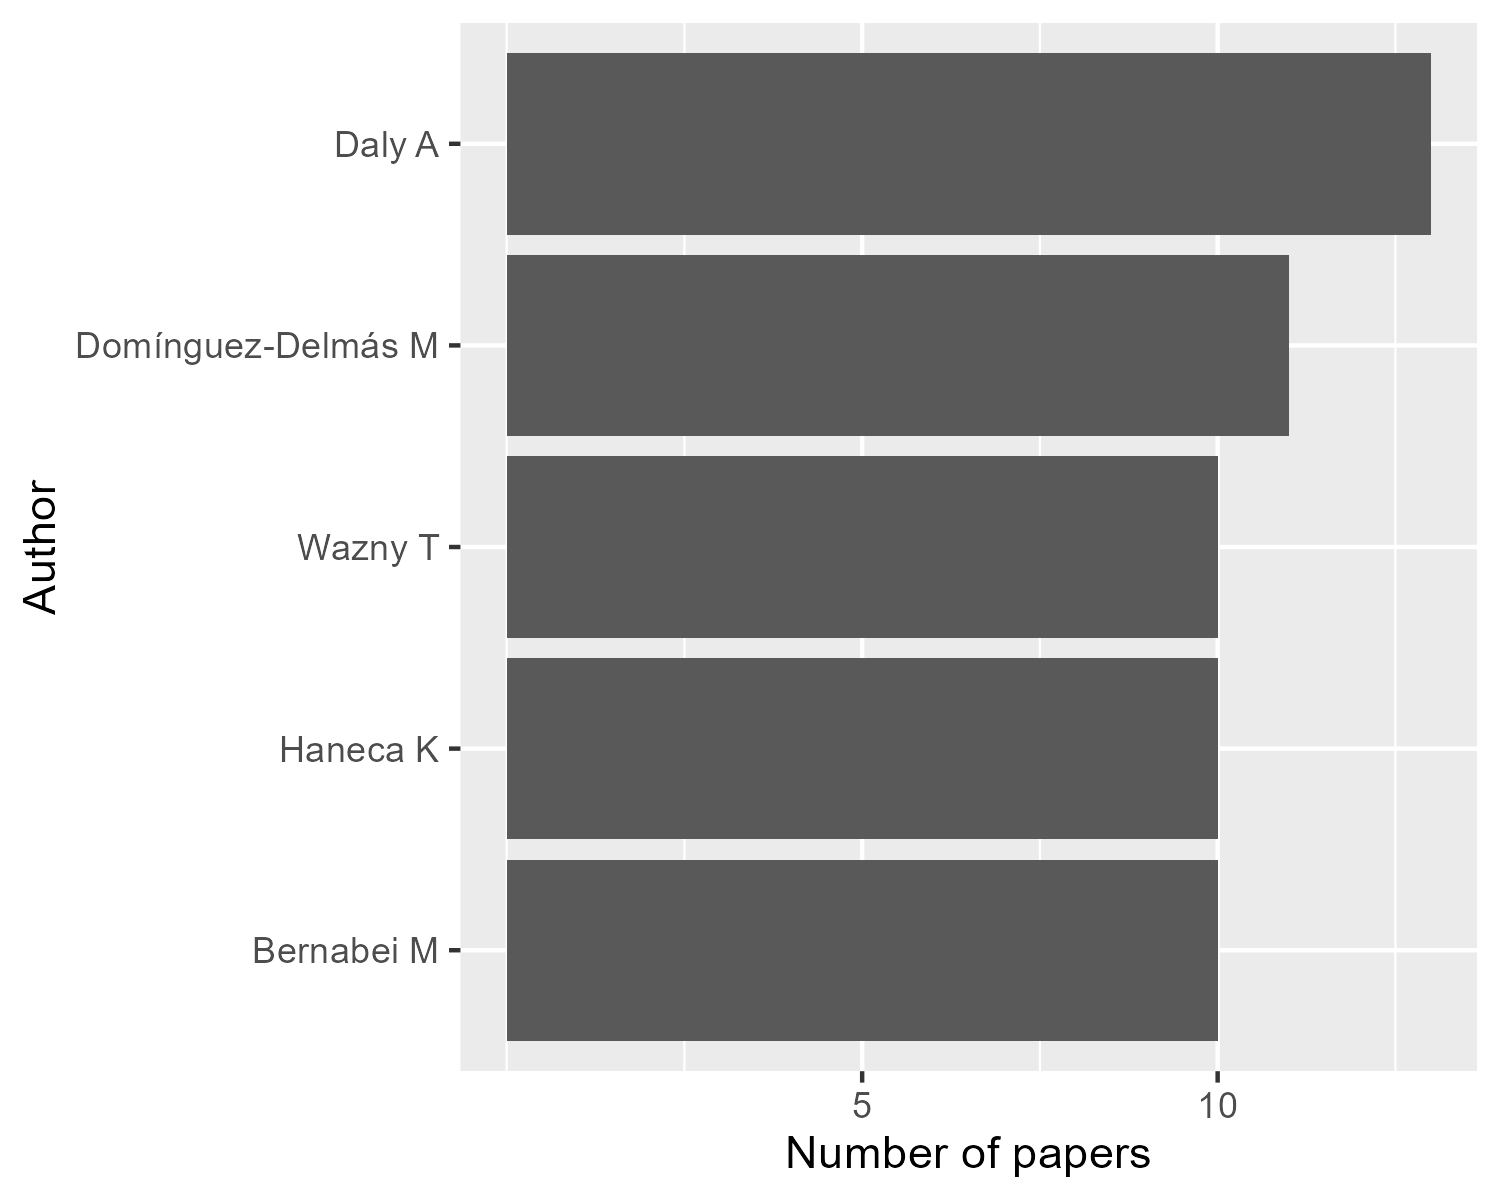 Daly A
Domínguez-Delmás M
Wazny T
Haneca K
Bernabei M
Author
5 10
Number of papers